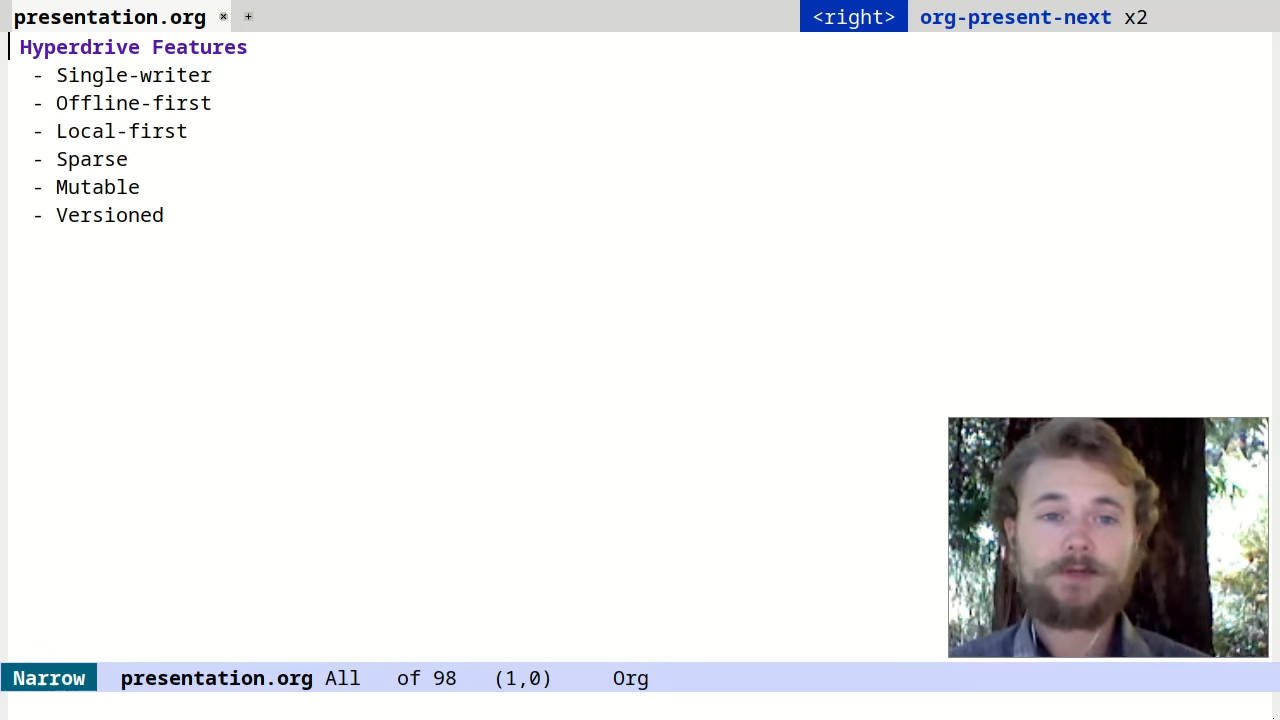 presentation.org × + <right> org-present-next x2
Hyperdrive Features
- Single-writer
- Offline-first
- Local-first
- Sparse
- Mutable
- Versioned
Narrow presentation.org All of 98 (1,0) Org